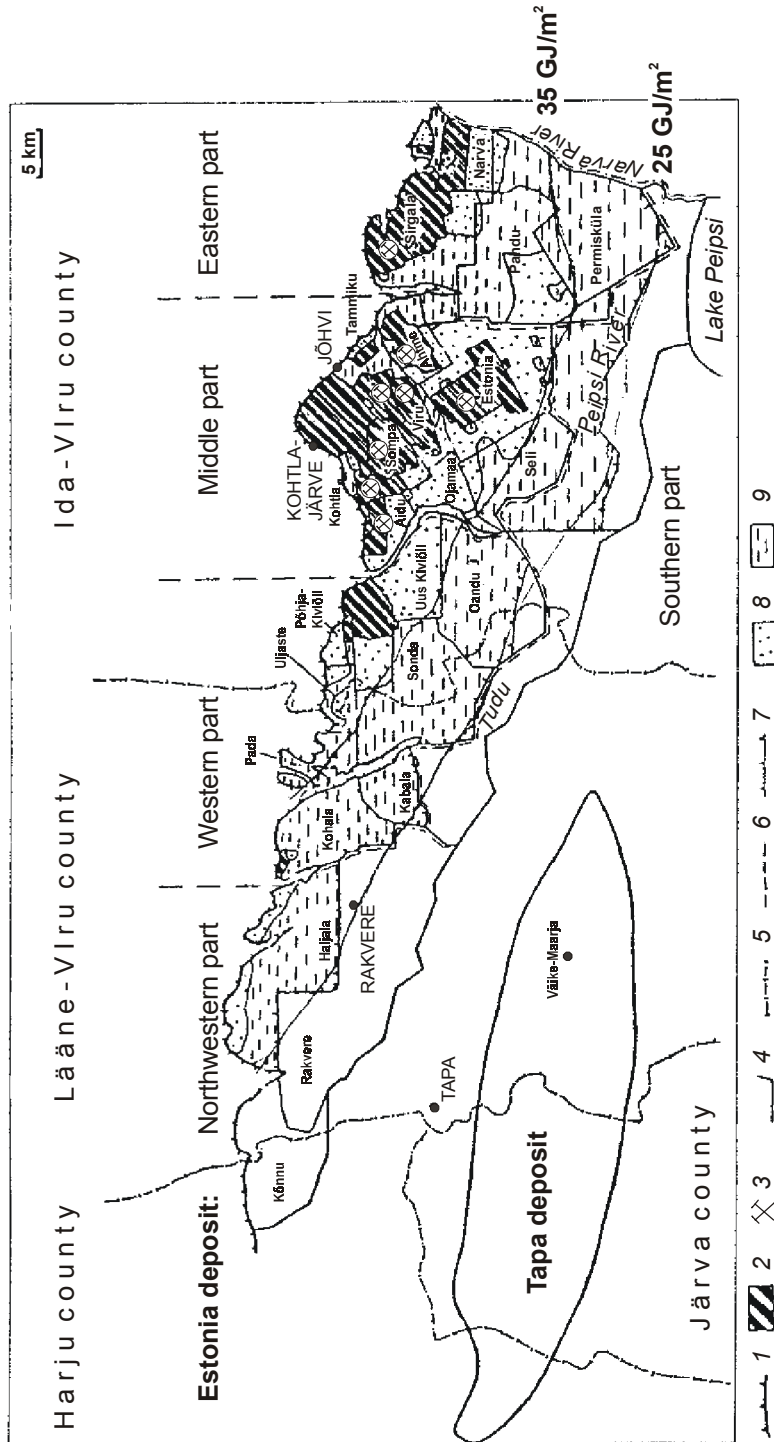 Harju county
Lääne-Viru county
Ida-Viru county
5 km
Estonia deposit:
Northwestern part
Western part
Middle part
Eastern part
Pada
Uljaste
Põhja-
Kiviõli
KOHTLA-
JÄRVE
Kohtla
JÕHVI
Tammiku
Kõnnu
Rakvere
Haljala
RAKVERE
Kohala
Kabala
Sonda
Uus Kiviõli
Oandu
Tudu
Aidu
Sompa
Viru
Ahtme
Ojamaa
Estonia
Seli
Sirgala
Narva
Pandu-
Permisküla
Peipsi River
Narva River
35 GJ/m²
25 GJ/m²
Lake Peipsi
Southern part
TAPA
Väike-Maarja
Tapa deposit
Järva county
1 2 3 4 5 6 7 8 9